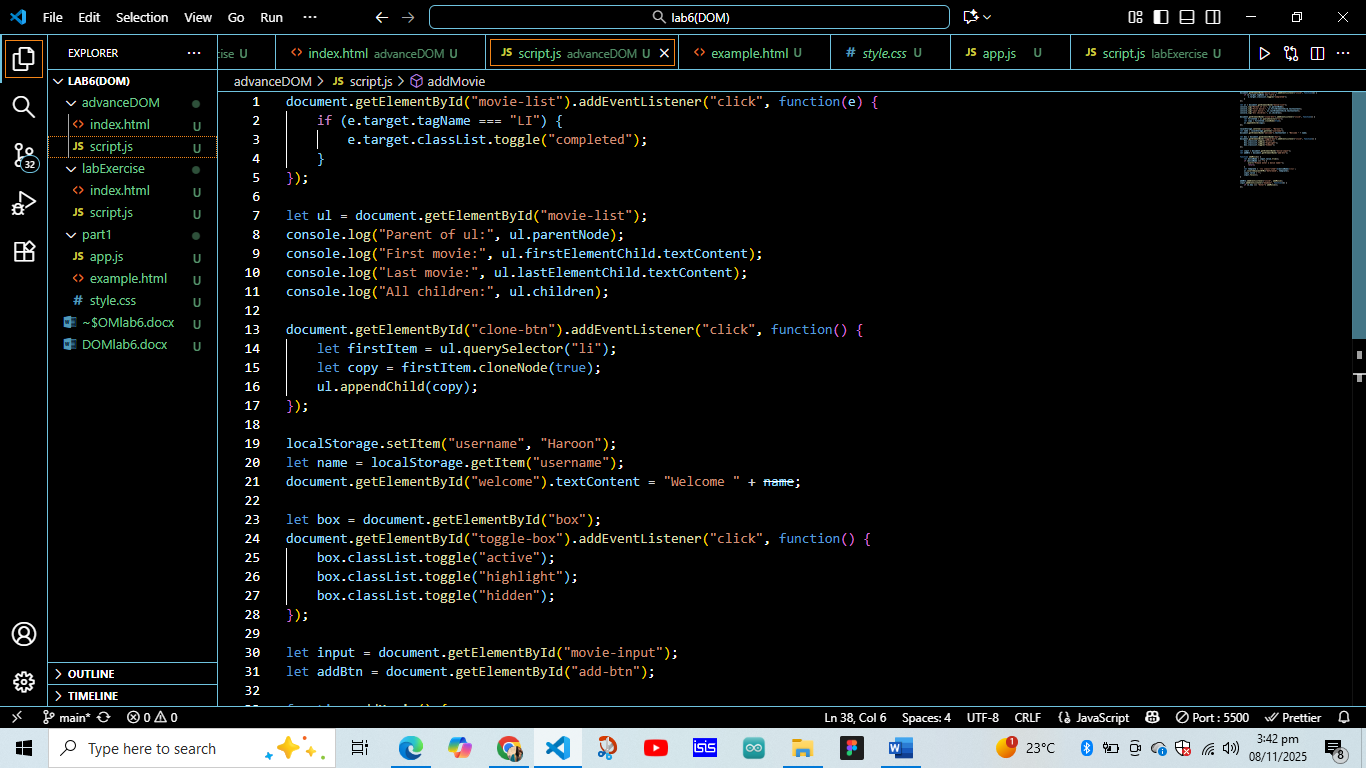 File Edit Selection View Go Run ··· lab6(DOM)
EXPLORER ···
LAB6(DOM)
advanceDOM
index.html U
script.js U
labExercise
index.html U
script.js U
part1
app.js U
example.html U
style.css U
~$OMlab6.docx U
DOMlab6.docx U
OUTLINE
TIMELINE
cise U index.html advanceDOM U JS script.js advanceDOM U example.html U # style.css U JS app.js U JS script.js labExercise U
advanceDOM > JS script.js > addMovie
1 document.getElementById("movie-list").addEventListener("click", function(e) {
2 if (e.target.tagName === "LI") {
3 e.target.classList.toggle("completed");
4 }
5 });
6
7 let ul = document.getElementById("movie-list");
8 console.log("Parent of ul:", ul.parentNode);
9 console.log("First movie:", ul.firstElementChild.textContent);
10 console.log("Last movie:", ul.lastElementChild.textContent);
11 console.log("All children:", ul.children);
12
13 document.getElementById("clone-btn").addEventListener("click", function() {
14 let firstItem = ul.querySelector("li");
15 let copy = firstItem.cloneNode(true);
16 ul.appendChild(copy);
17 });
18
19 localStorage.setItem("username", "Haroon");
20 let name = localStorage.getItem("username");
21 document.getElementById("welcome").textContent = "Welcome " + name;
22
23 let box = document.getElementById("box");
24 document.getElementById("toggle-box").addEventListener("click", function() {
25 box.classList.toggle("active");
26 box.classList.toggle("highlight");
27 box.classList.toggle("hidden");
28 });
29
30 let input = document.getElementById("movie-input");
31 let addBtn = document.getElementById("add-btn");
32
32
main* 0 0 Ln 38, Col 6 Spaces: 4 UTF-8 CRLF {} JavaScript Port : 5500 Prettier
Type here to search 23°C 3:42 pm
08/11/2025
1
8